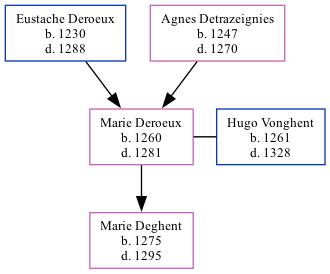 Eustache Deroeux
b. 1230
d. 1288
Agnes Detrazeignies
b. 1247
d. 1270
Marie Deroeux
b. 1260
d. 1281
Hugo Vonghent
b. 1261
d. 1328
Marie Deghent
b. 1275
d. 1295